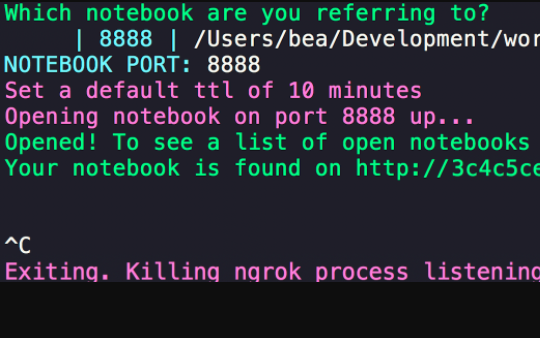 Which notebook are you referring to?
| 8888 | /Users/bea/Development/wor
NOTEBOOK PORT: 8888
Set a default ttl of 10 minutes
Opening notebook on port 8888 up...
Opened! To see a list of open notebooks
Your notebook is found on http://3c4c5ce
^C
Exiting. Killing ngrok process listening